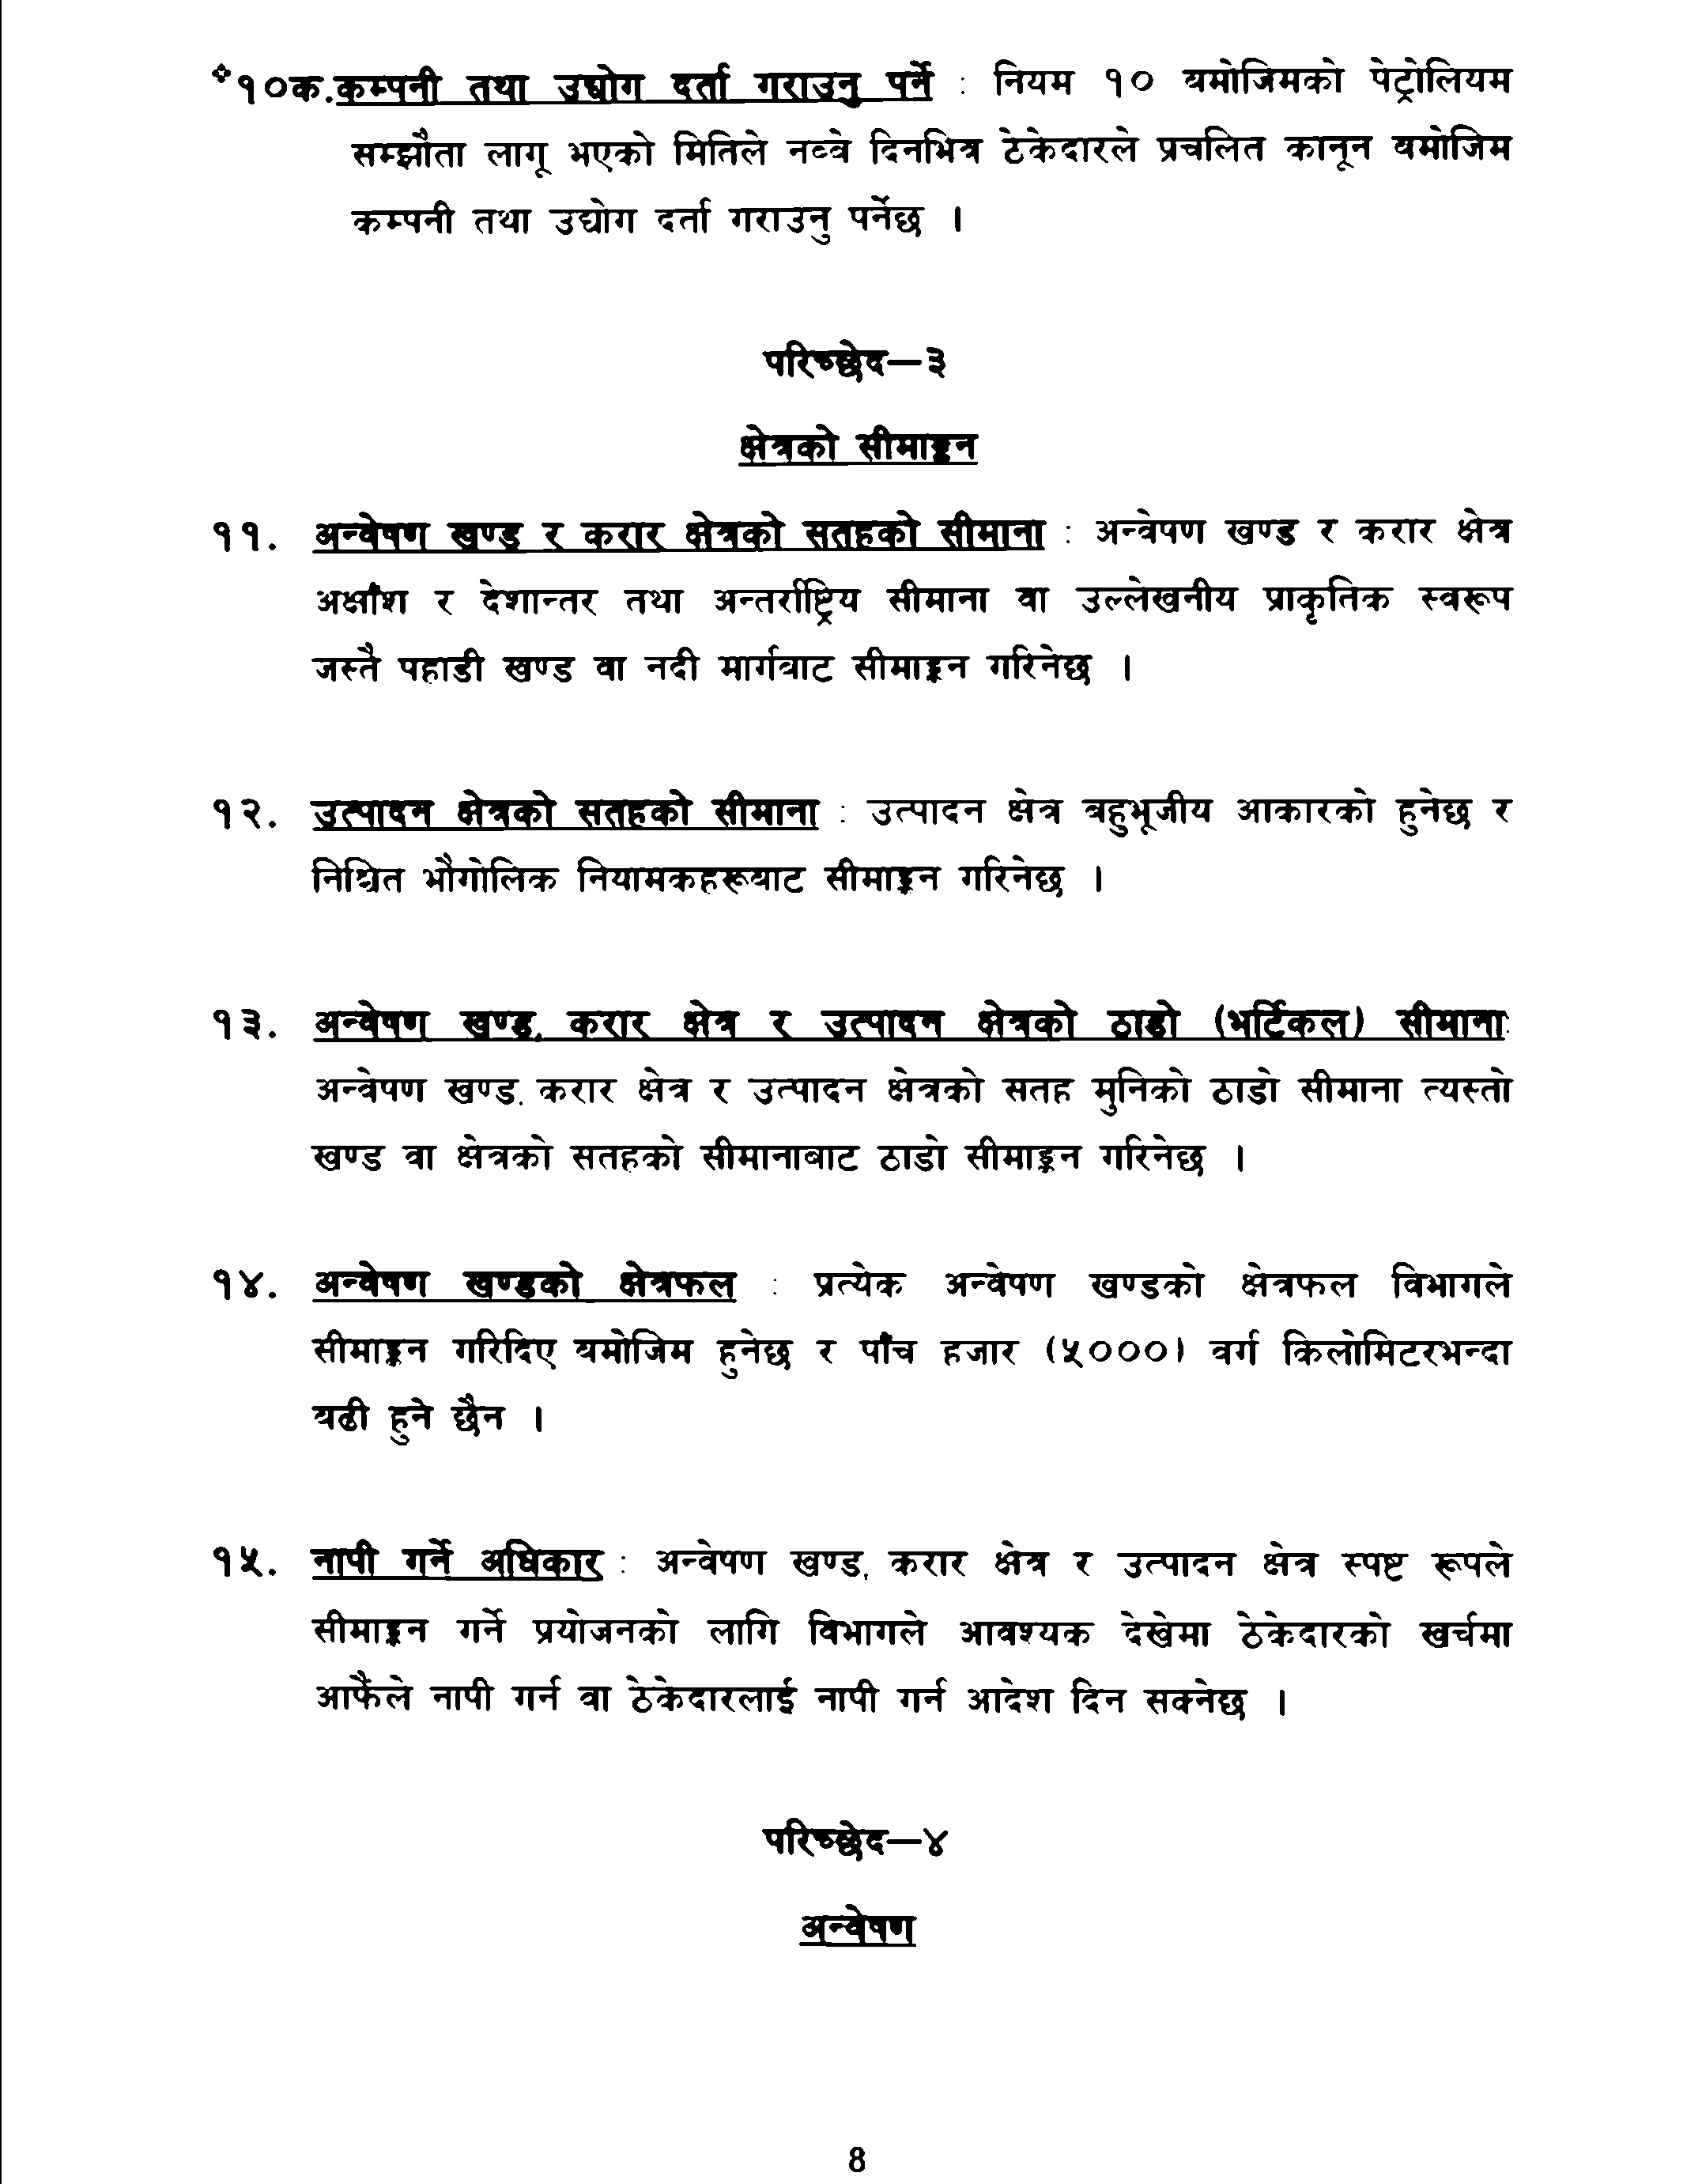 ❖१०क.कम्पनी तथा उद्योग दर्ता गराउनु पर्ने : नियम १० बमोजिमको पेट्रोलियम
सम्झौता लागू भएको मितिले नब्बे दिनभित्र ठेकेदारले प्रचलित कानून बमोजिम
कम्पनी तथा उद्योग दर्ता गराउनु पर्नेछ ।
परिच्छेद—३
क्षेत्रको सीमाङ्कन
११. अन्वेषण खण्ड र करार क्षेत्रको सतहको सीमाना : अन्वेषण खण्ड र करार क्षेत्र
अक्षांश र देशान्तर तथा अन्तर्राष्ट्रिय सीमाना वा उल्लेखनीय प्राकृतिक स्वरूप
जस्तै पहाडी खण्ड वा नदी मार्गबाट सीमाङ्कन गरिनेछ ।
१२. उत्पादन क्षेत्रको सतहको सीमाना : उत्पादन क्षेत्र बहुभूजीय आकारको हुनेछ र
निश्चित भौगोलिक नियामकहरूबाट सीमाङ्कन गरिनेछ ।
१३. अन्वेषण खण्ड, करार क्षेत्र र उत्पादन क्षेत्रको ठाडो (भर्टिकल) सीमाना:
अन्वेषण खण्ड, करार क्षेत्र र उत्पादन क्षेत्रको सतह मुनिको ठाडो सीमाना त्यस्तो
खण्ड वा क्षेत्रको सतहको सीमानाबाट ठाडो सीमाङ्कन गरिनेछ ।
१४. अन्वेषण खण्डको क्षेत्रफल : प्रत्येक अन्वेषण खण्डको क्षेत्रफल विभागले
सीमाङ्कन गरिदिए बमोजिम हुनेछ र पाँच हजार (५०००) वर्ग किलोमिटरभन्दा
बढी हुने छैन ।
१५. नापी गर्ने अधिकार : अन्वेषण खण्ड, करार क्षेत्र र उत्पादन क्षेत्र स्पष्ट रूपले
सीमाङ्कन गर्ने प्रयोजनको लागि विभागले आवश्यक देखेमा ठेकेदारको खर्चमा
आफैंले नापी गर्न वा ठेकेदारलाई नापी गर्न आदेश दिन सक्नेछ ।
परिच्छेद—४
अन्वेषण
8